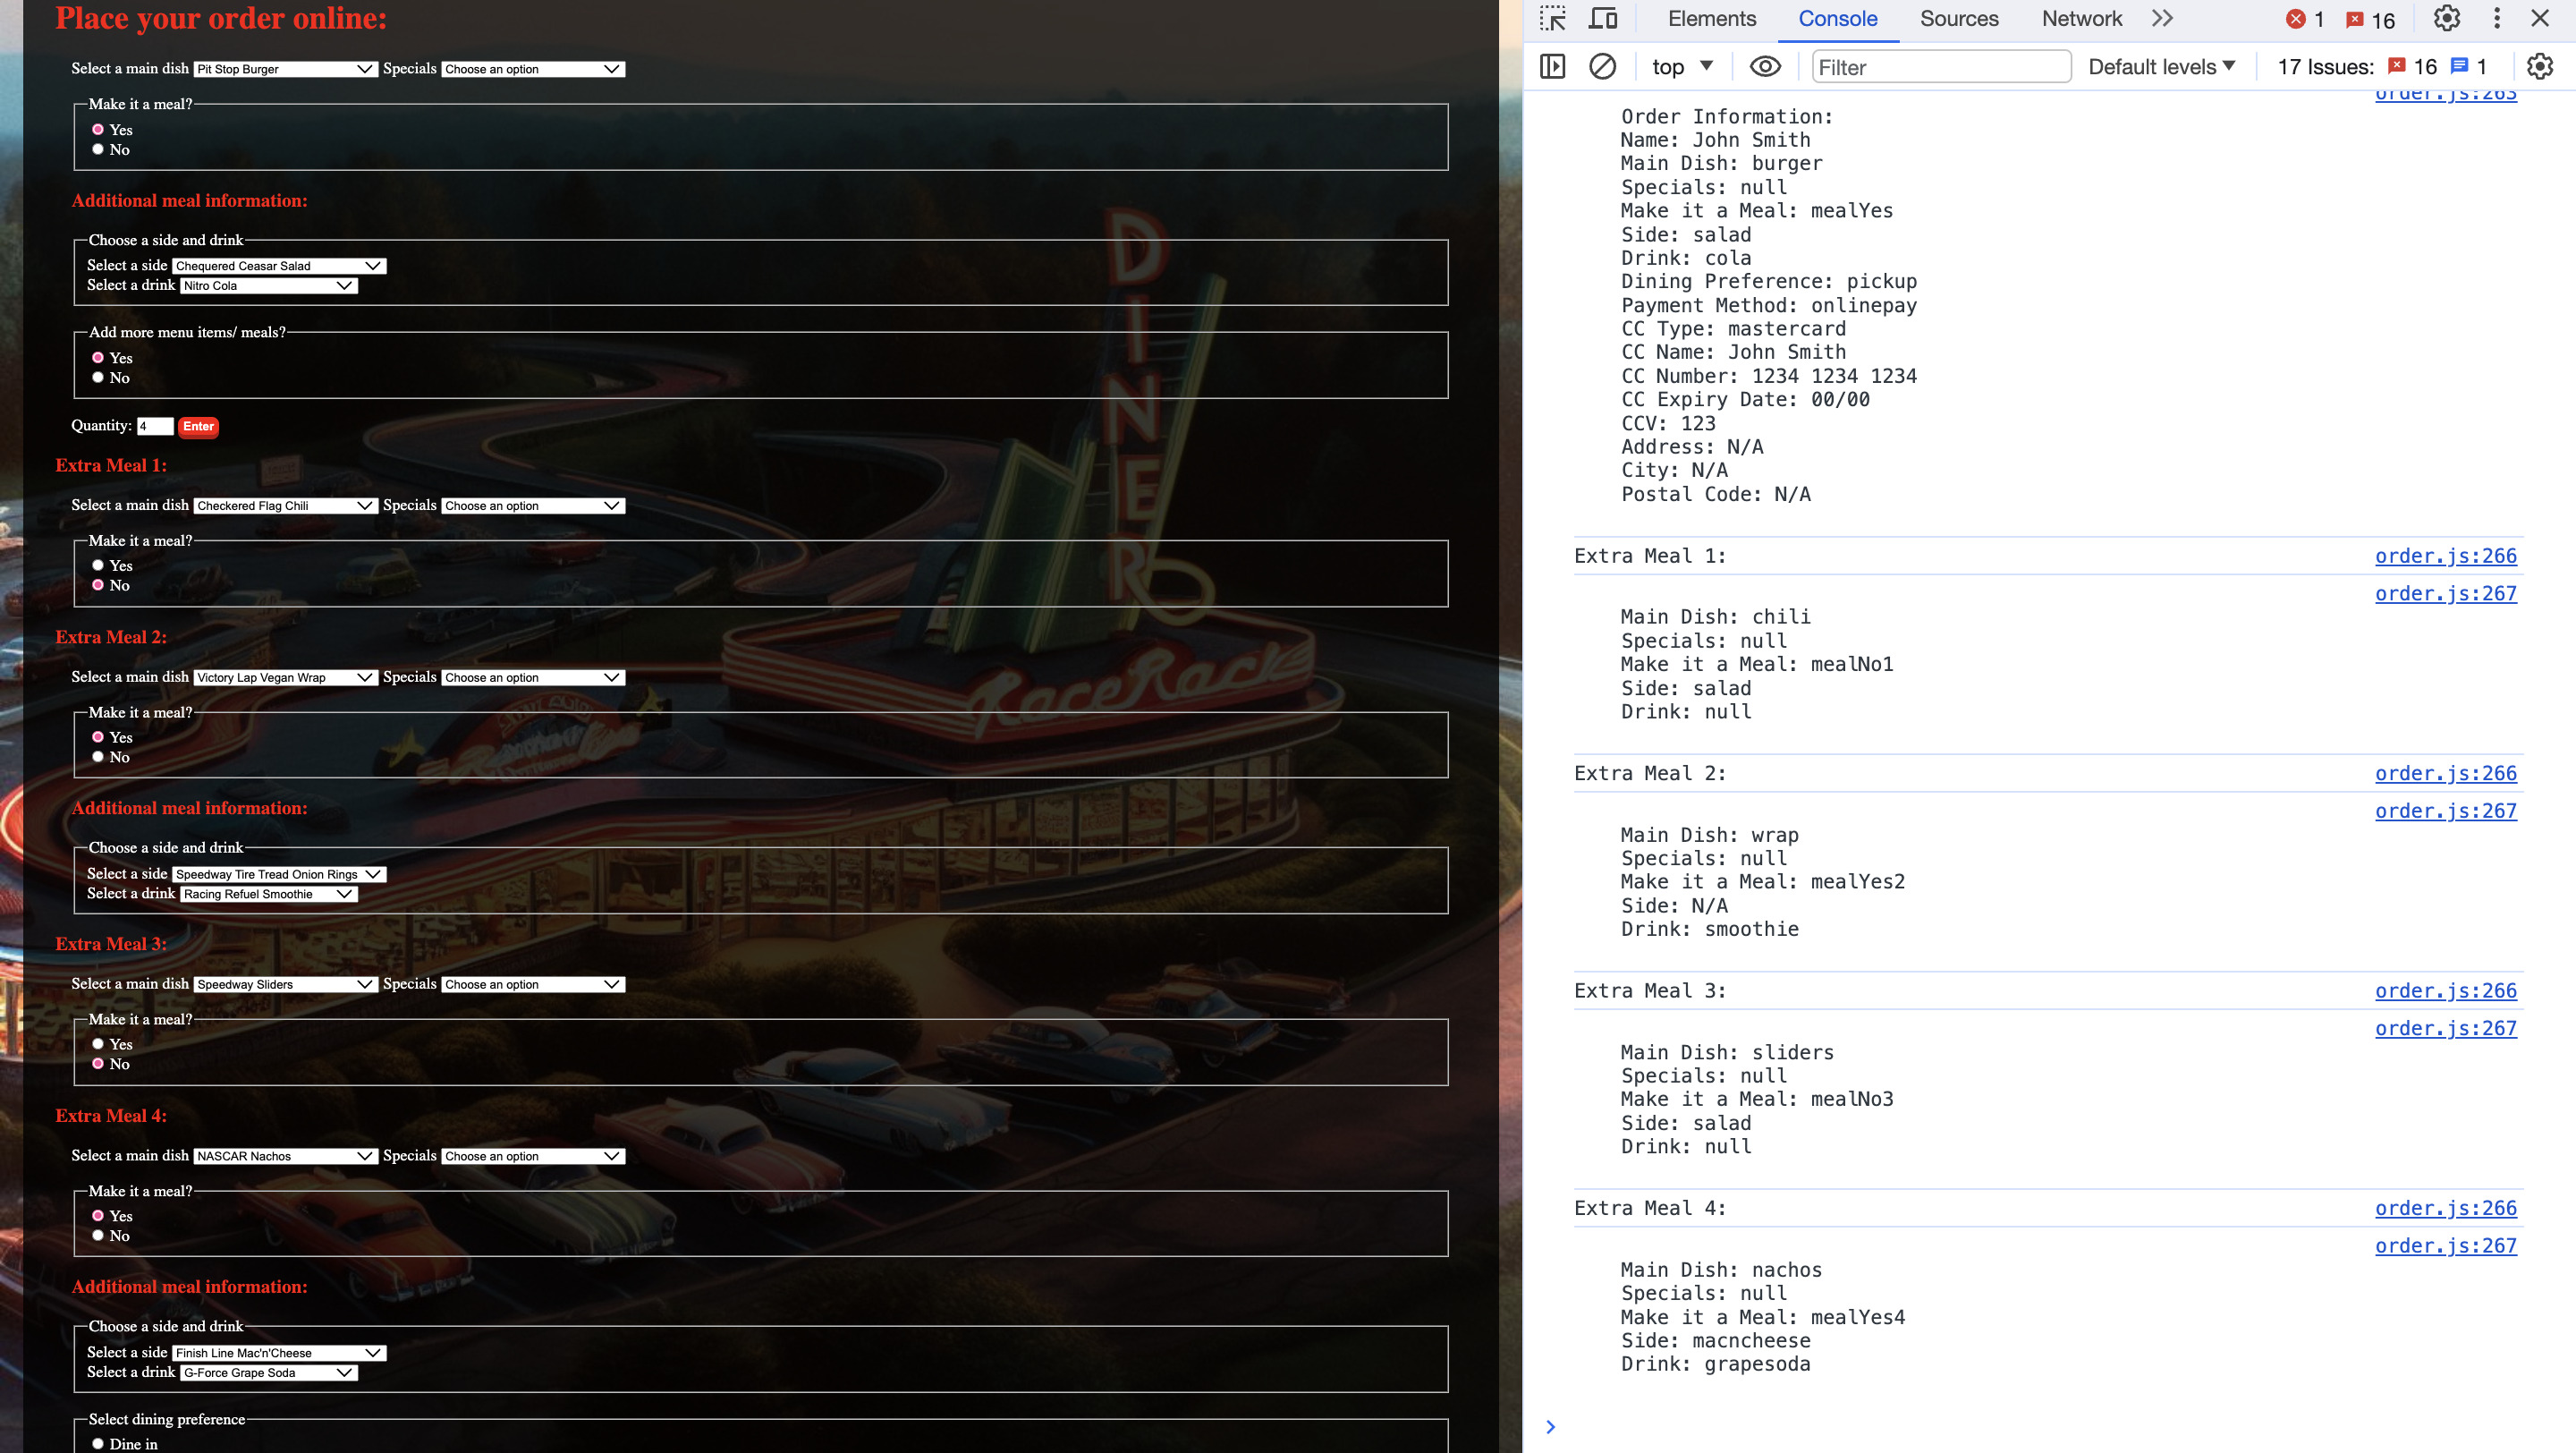 Place your order online:
Select a main dish Pit Stop Burger Specials Choose an option
Make it a meal?
Yes
No
Additional meal information:
Choose a side and drink
Select a side Chequered Ceasar Salad
Select a drink Nitro Cola
Add more menu items/ meals?
Yes
No
Quantity: 4 Enter
Extra Meal 1:
Select a main dish Checkered Flag Chili Specials Choose an option
Make it a meal?
Yes
No
Extra Meal 2:
Select a main dish Victory Lap Vegan Wrap Specials Choose an option
Make it a meal?
Yes
No
Additional meal information:
Choose a side and drink
Select a side Speedway Tire Tread Onion Rings
Select a drink Racing Refuel Smoothie
Extra Meal 3:
Select a main dish Speedway Sliders Specials Choose an option
Make it a meal?
Yes
No
Extra Meal 4:
Select a main dish NASCAR Nachos Specials Choose an option
Make it a meal?
Yes
No
Additional meal information:
Choose a side and drink
Select a side Finish Line Mac'n'Cheese
Select a drink G-Force Grape Soda
Select dining preference
Dine in
DINER
RaceRack
Elements Console Sources Network 1 16
top Filter Default levels 17 Issues: 16 1
order.js:263
Order Information:
Name: John Smith
Main Dish: burger
Specials: null
Make it a Meal: mealYes
Side: salad
Drink: cola
Dining Preference: pickup
Payment Method: onlinepay
CC Type: mastercard
CC Name: John Smith
CC Number: 1234 1234 1234
CC Expiry Date: 00/00
CCV: 123
Address: N/A
City: N/A
Postal Code: N/A
Extra Meal 1: order.js:266
order.js:267
Main Dish: chili
Specials: null
Make it a Meal: mealNo1
Side: salad
Drink: null
Extra Meal 2: order.js:266
order.js:267
Main Dish: wrap
Specials: null
Make it a Meal: mealYes2
Side: N/A
Drink: smoothie
Extra Meal 3: order.js:266
order.js:267
Main Dish: sliders
Specials: null
Make it a Meal: mealNo3
Side: salad
Drink: null
Extra Meal 4: order.js:266
order.js:267
Main Dish: nachos
Specials: null
Make it a Meal: mealYes4
Side: macncheese
Drink: grapesoda